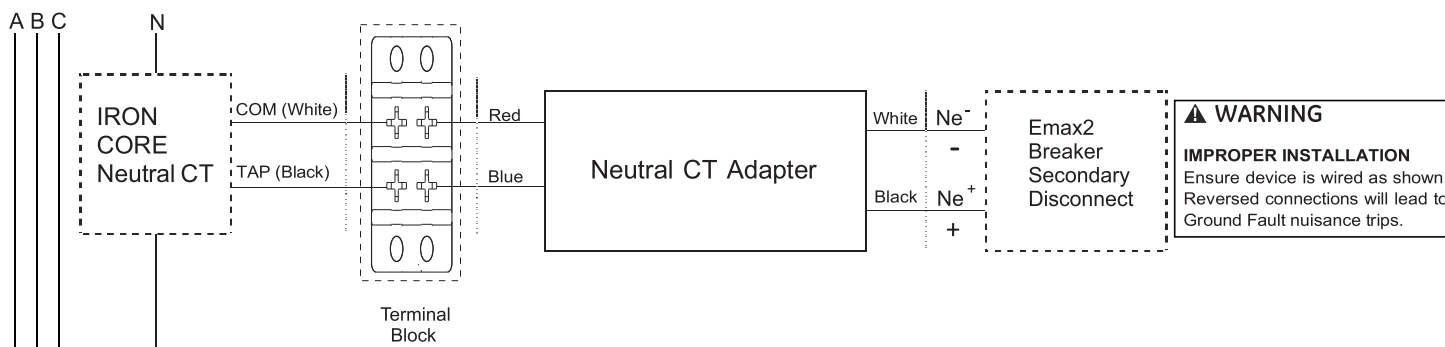 A B C N
IRON
CORE
Neutral CT
COM (White)
TAP (Black)
Terminal
Block
Red
Blue
Neutral CT Adapter
White
Black
Ne-
-
Ne+
+
Emax2
Breaker
Secondary
Disconnect
WARNING
IMPROPER INSTALLATION
Ensure device is wired as shown
Reversed connections will lead to
Ground Fault nuisance trips.